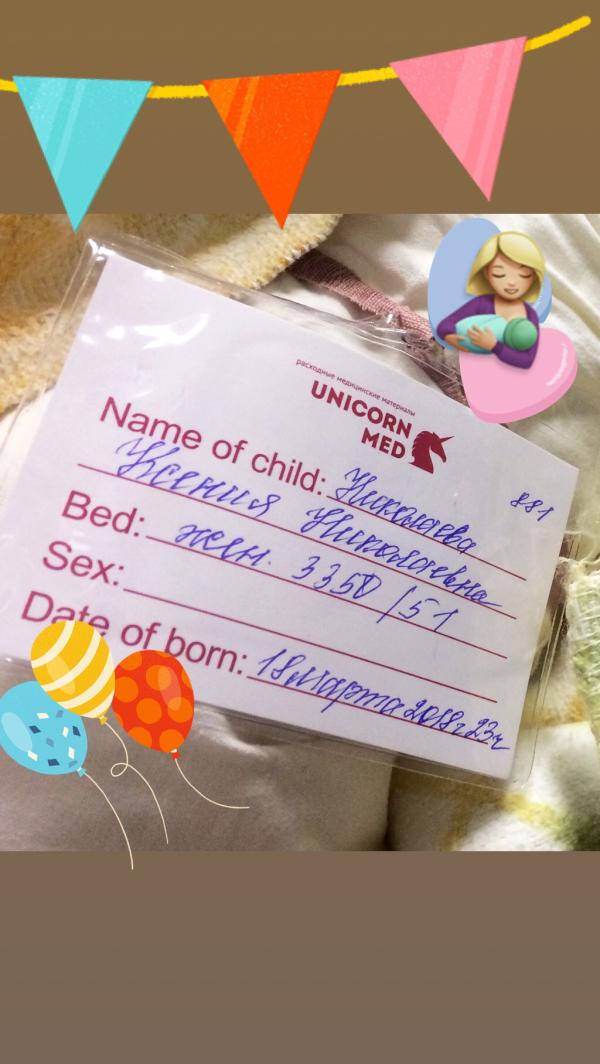 расходные медицинские материалы
UNICORN
MED
881
Name of child: Николаева
Ксения Николаевна
Bed: жен. 3350 / 51
Sex:
Date of born: 18 марта 2018г 23ч